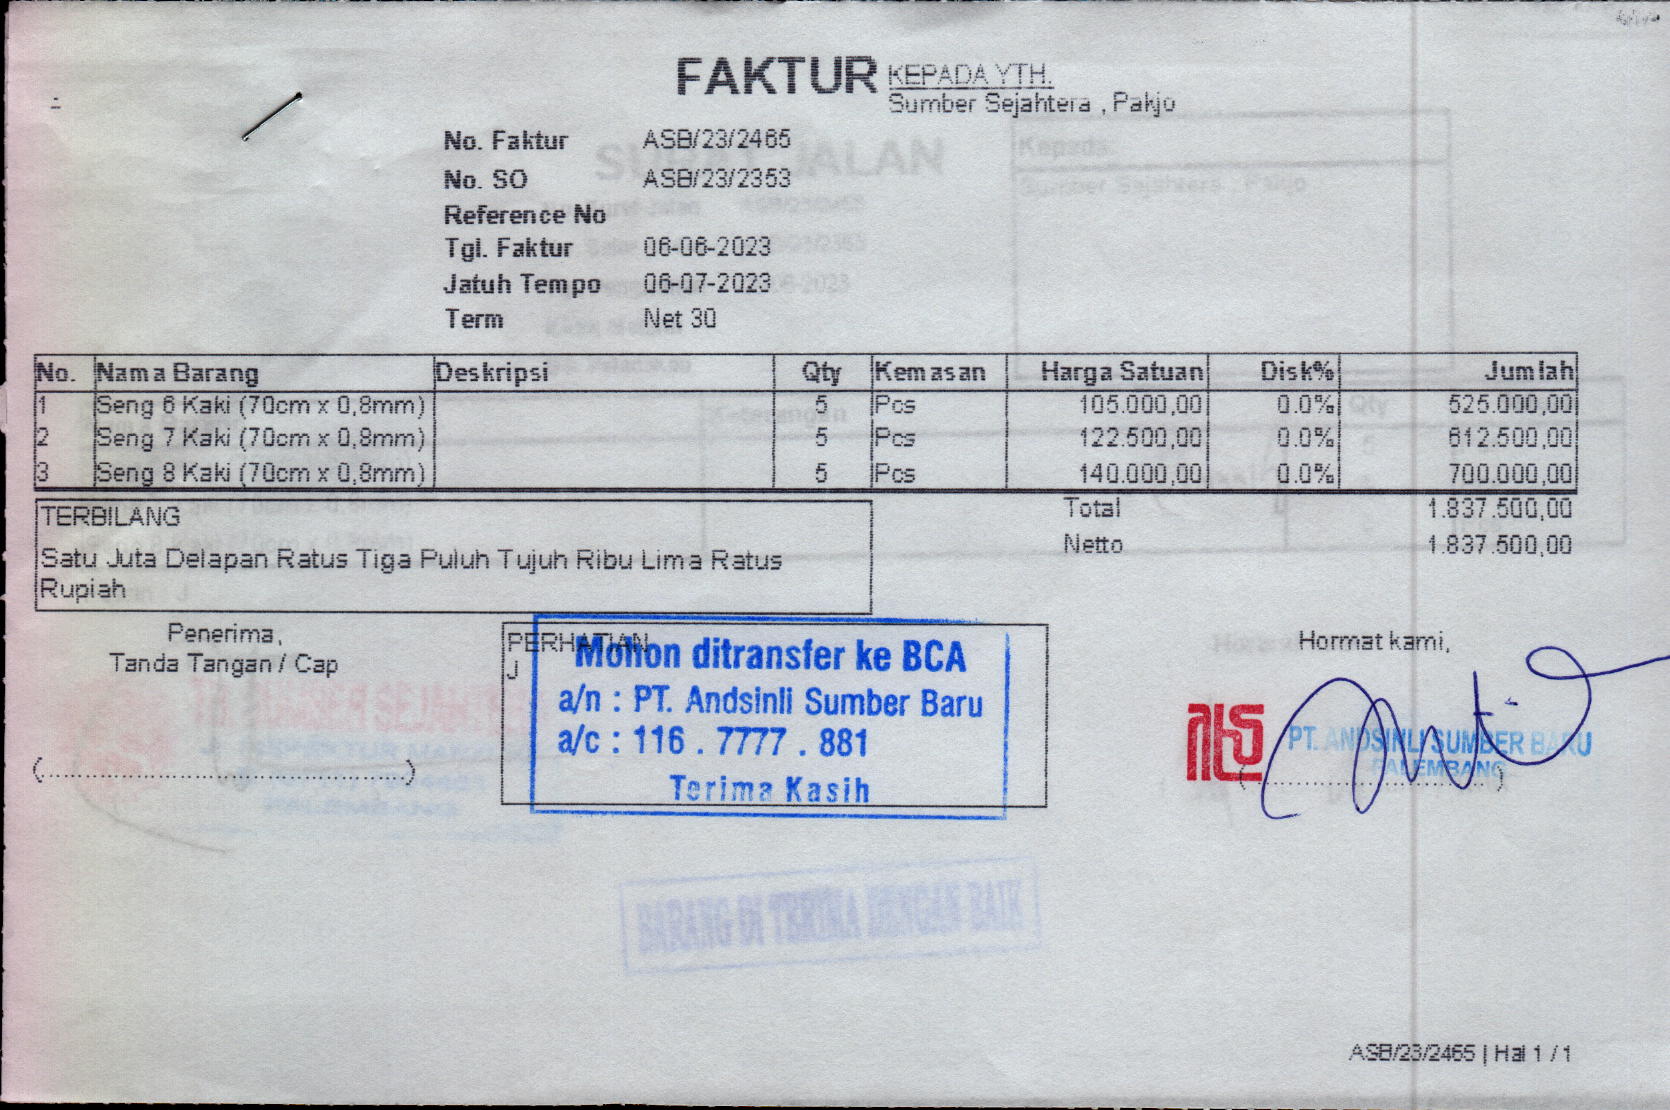 FAKTUR
KEPADA YTH.
Sumber Sejahtera , Pakjo
No. Faktur ASB/23/2465
No. SO ASB/23/2353
Reference No
Tgl. Faktur 06-06-2023
Jatuh Tempo 06-07-2023
Term Net 30
SURAT JALAN
Kepada:
Sumber Sejahtera , Pakjo
No. Nama Barang Deskripsi Qty Kemasan Harga Satuan Disk% Jumlah
1 Seng 6 Kaki (70cm x 0,8mm) 5 Pcs 105.000,00 0.0% 525.000,00
2 Seng 7 Kaki (70cm x 0,8mm) 5 Pcs 122.500,00 0.0% 612.500,00
3 Seng 8 Kaki (70cm x 0,8mm) 5 Pcs 140.000,00 0.0% 700.000,00
Total 1.837.500,00
Netto 1.837.500,00
TERBILANG
Satu Juta Delapan Ratus Tiga Puluh Tujuh Ribu Lima Ratus
Rupiah
Penerima,
Tanda Tangan / Cap
(..............................)
PERHATIAN
J
Mohon ditransfer ke BCA
a/n : PT. Andsinli Sumber Baru
a/c : 116 . 7777 . 881
Terima Kasih
Hormat kami,
PT. ANDSINLI SUMBER BARU
PALEMBANG
BARANG DI TERIMA DENGAN BAIK
ASB/23/2465 | Hal 1 / 1